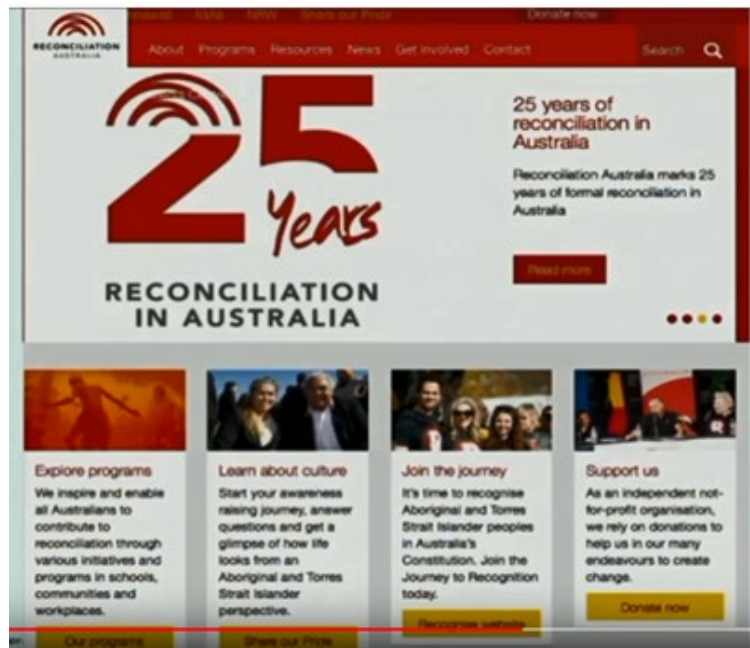 NRW Share our Pride
Donate now
RECONCILIATION
AUSTRALIA
About Programs Resources News Get Involved Contact
Search
25
Years
RECONCILIATION
IN AUSTRALIA
25 years of
reconciliation in
Australia
Reconciliation Australia marks 25
years of formal reconciliation in
Australia
Read more
Explore programs
We inspire and enable
all Australians to
contribute to
reconciliation through
various initiatives and
programs in schools,
communities and
workplaces.
Our programs
Learn about culture
Start your awareness
raising journey, answer
questions and get a
glimpse of how life
looks from an
Aboriginal and Torres
Strait Islander
perspective.
Share our Pride
Join the journey
It's time to recognise
Aboriginal and Torres
Strait Islander peoples
in Australia's
Constitution. Join the
Journey to Recognition
today.
Recognise website
Support us
As an independent not-
for-profit organisation,
we rely on donations to
help us in our many
endeavours to create
change.
Donate now